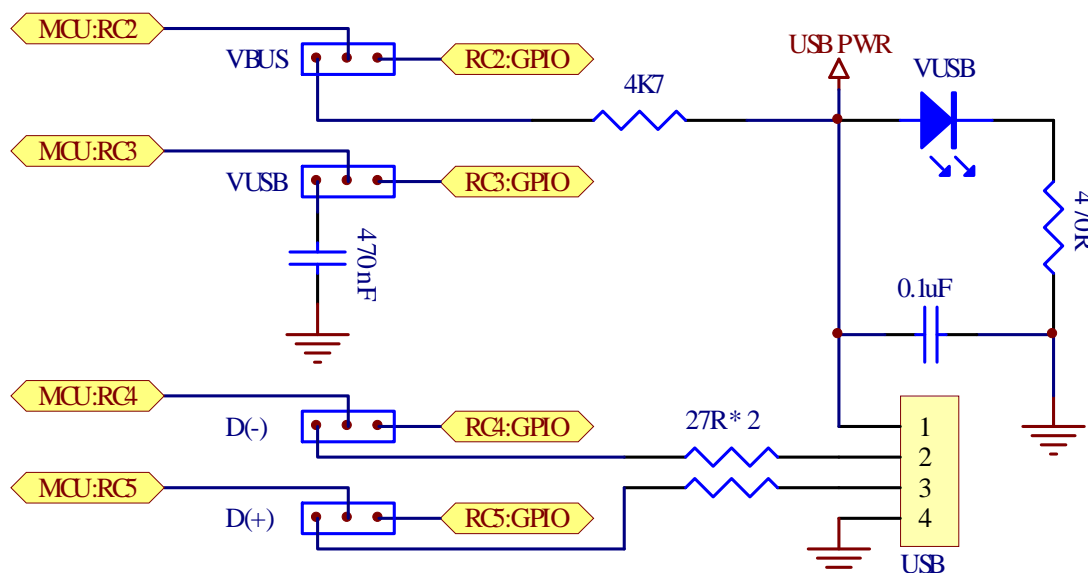 MCU:RC2
VBUS
RC2:GPIO
USB PWR
VUSB
4K7
MCU:RC3
VUSB
RC3:GPIO
470R
470nF
0.1uF
MCU:RC4
D(-)
RC4:GPIO
27R* 2
1
2
3
4
MCU:RC5
D(+)
RC5:GPIO
USB